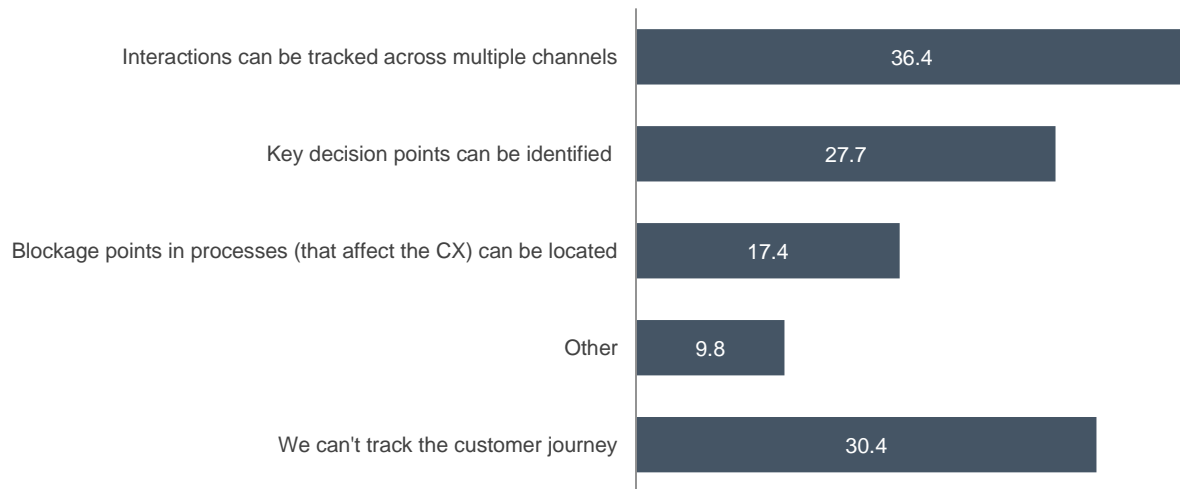 Interactions can be tracked across multiple channels 36.4
Key decision points can be identified 27.7
Blockage points in processes (that affect the CX) can be located 17.4
Other 9.8
We can't track the customer journey 30.4